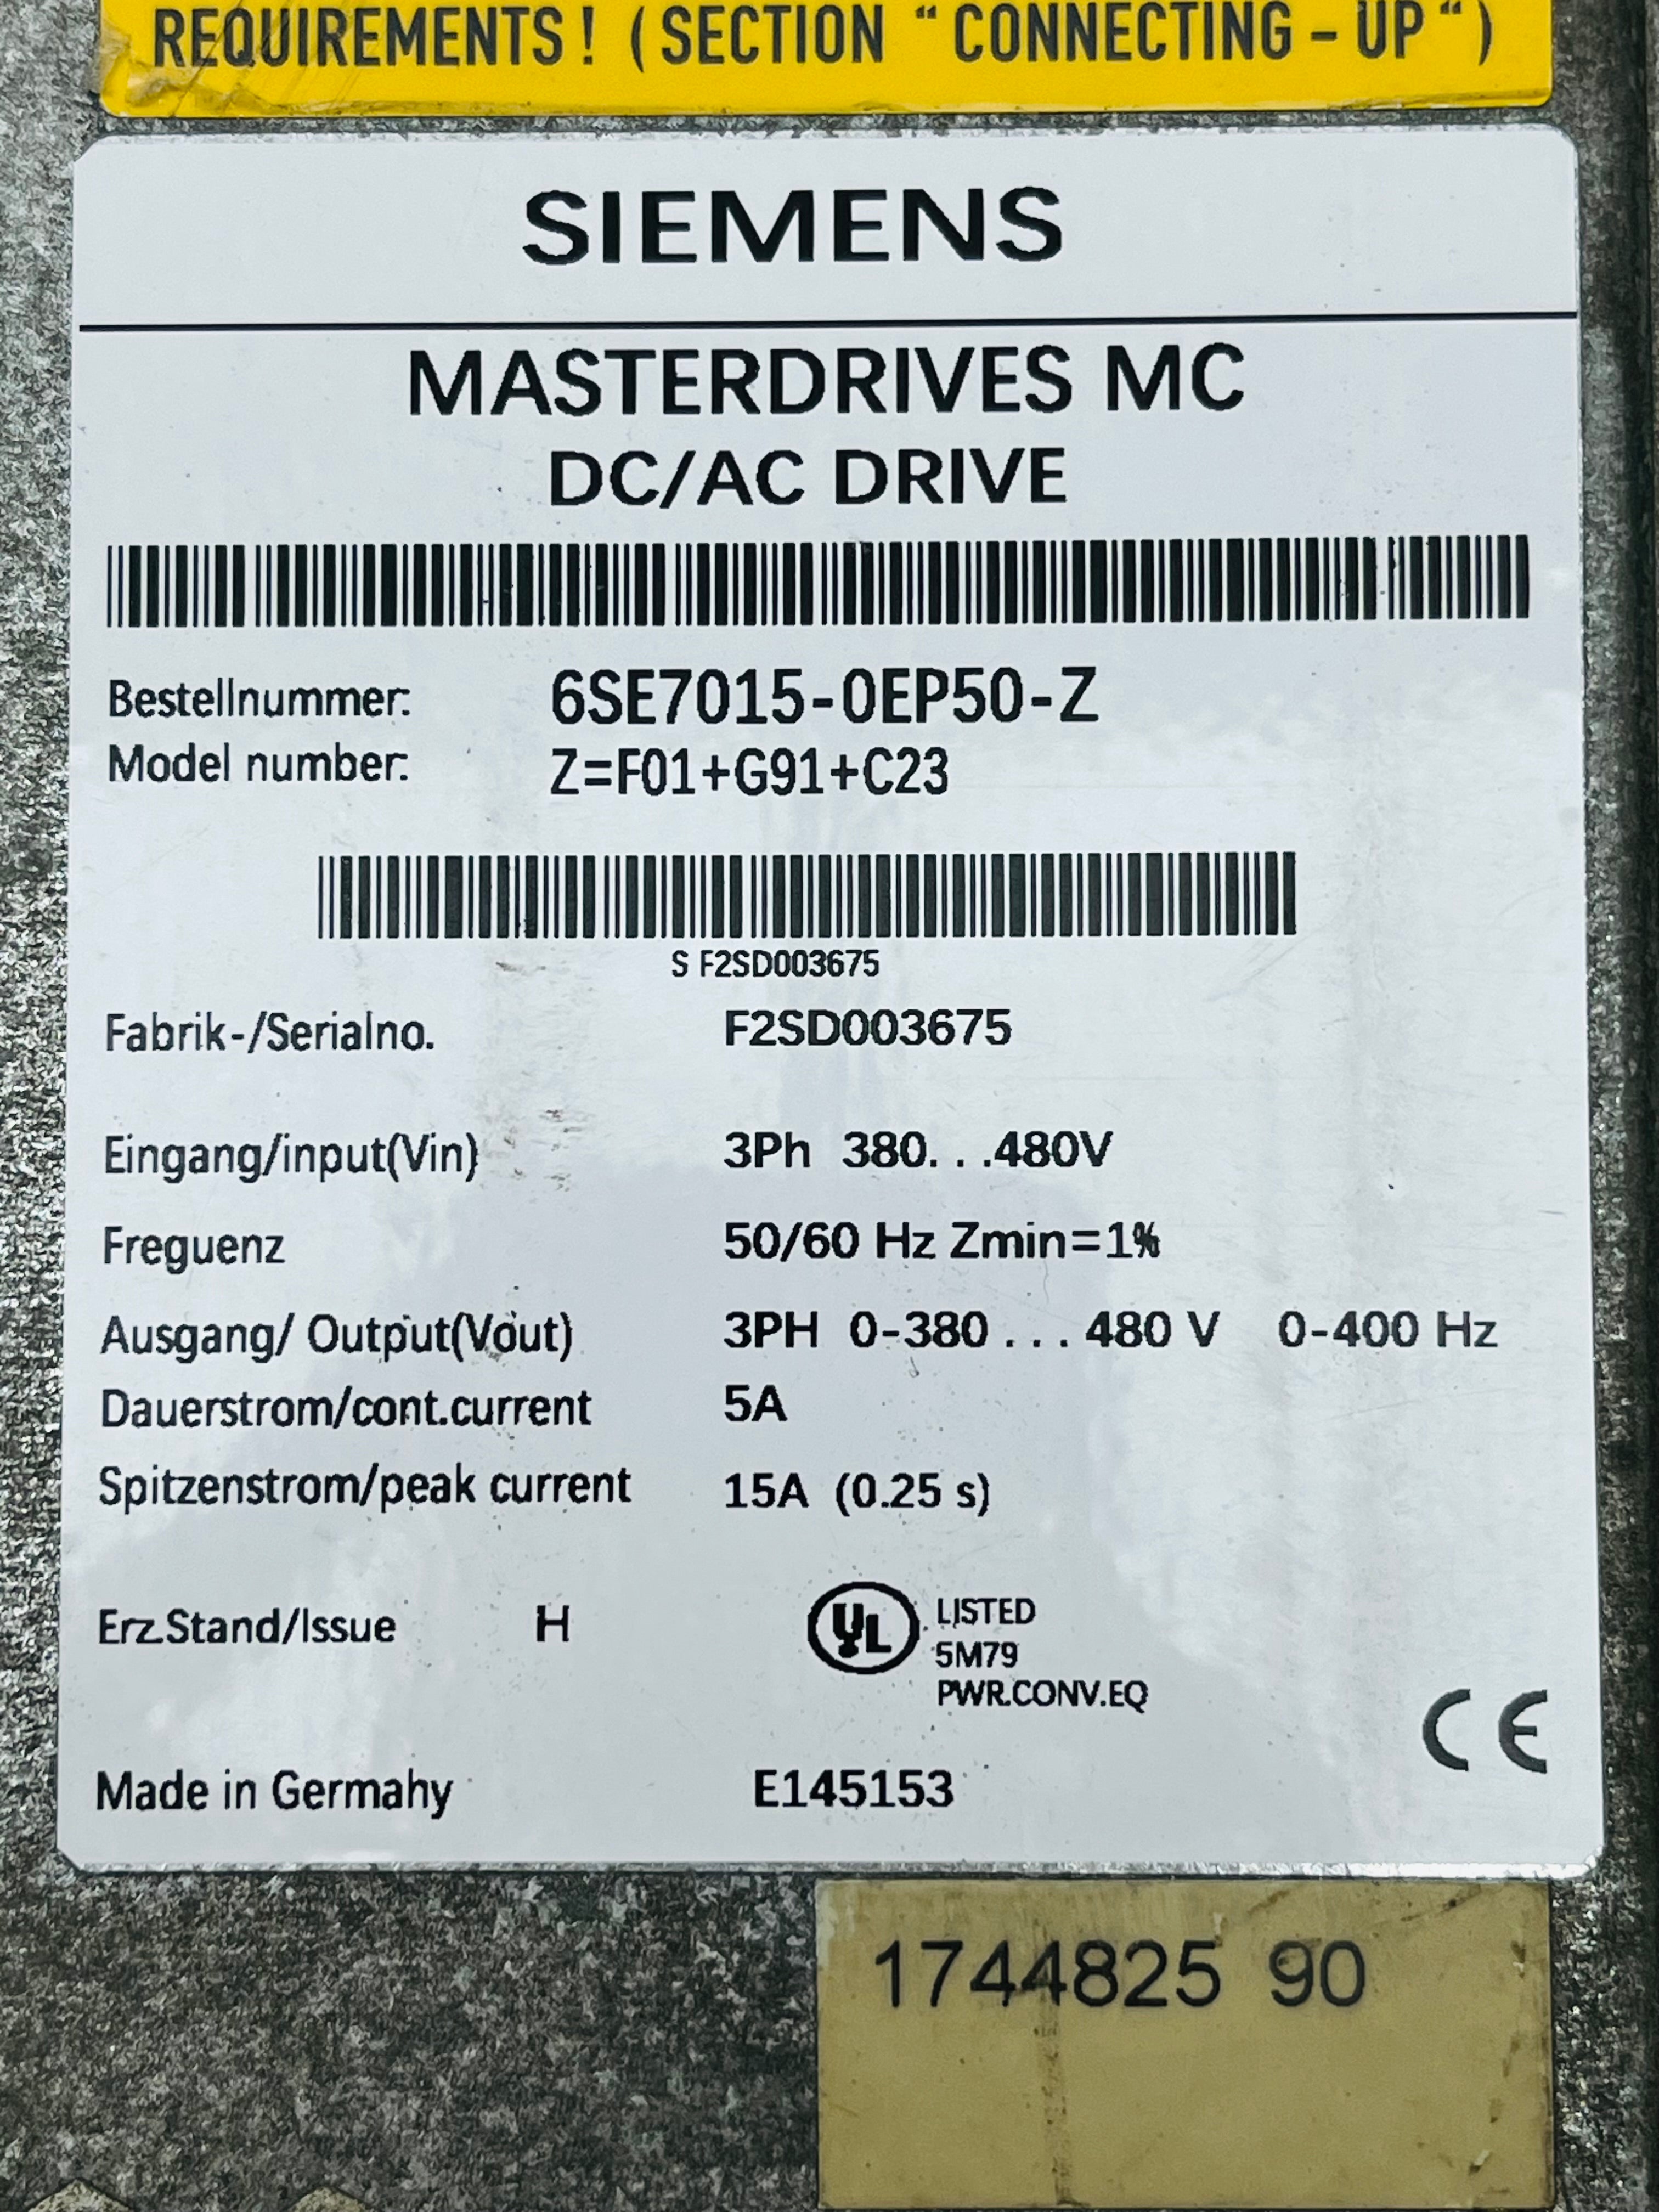 REQUIREMENTS! (SECTION “ CONNECTING - UP “ )
SIEMENS
MASTERDRIVES MC
DC/AC DRIVE
Bestellnummer: 6SE7015-0EP50-Z
Model number: Z=F01+G91+C23
S F2SD003675
Fabrik-/Serialno. F2SD003675
Eingang/input(Vin) 3Ph 380. . .480V
Freguenz 50/60 Hz Zmin=1%
Ausgang/ Output(Vout) 3PH 0-380 . . . 480 V 0-400 Hz
Dauerstrom/cont.current 5A
Spitzenstrom/peak current 15A (0.25 s)
Erz.Stand/Issue H
UL LISTED
5M79
PWR.CONV.EQ
CE
Made in Germahy E145153
1744825 90